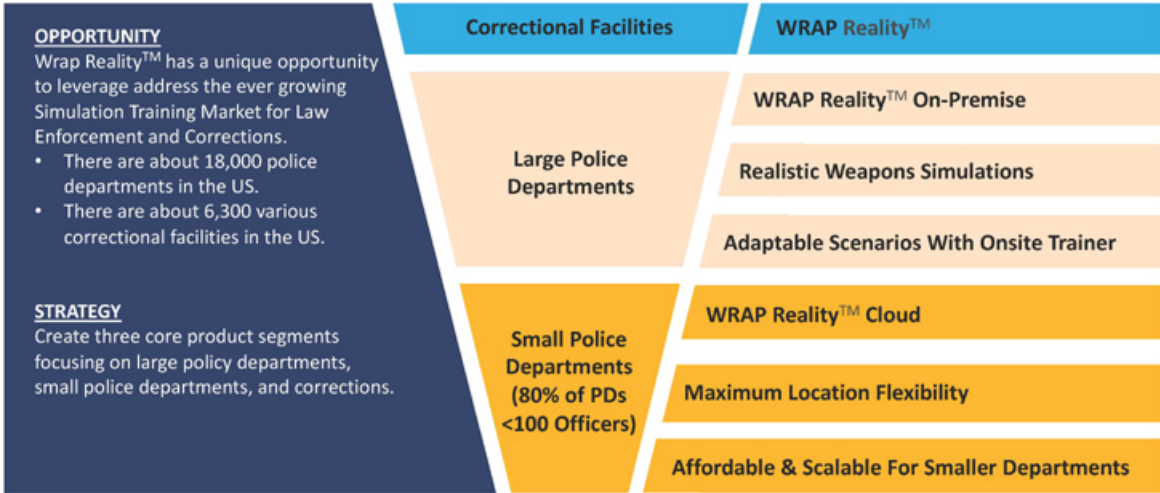 OPPORTUNITY
Wrap Reality™ has a unique opportunity
to leverage address the ever growing
Simulation Training Market for Law
Enforcement and Corrections.
• There are about 18,000 police
departments in the US.
• There are about 6,300 various
correctional facilities in the US.
STRATEGY
Create three core product segments
focusing on large policy departments,
small police departments, and corrections.
Correctional Facilities
Large Police
Departments
Small Police
Departments
(80% of PDs
<100 Officers)
WRAP Reality™
WRAP Reality™ On-Premise
Realistic Weapons Simulations
Adaptable Scenarios With Onsite Trainer
WRAP Reality™ Cloud
Maximum Location Flexibility
Affordable & Scalable For Smaller Departments